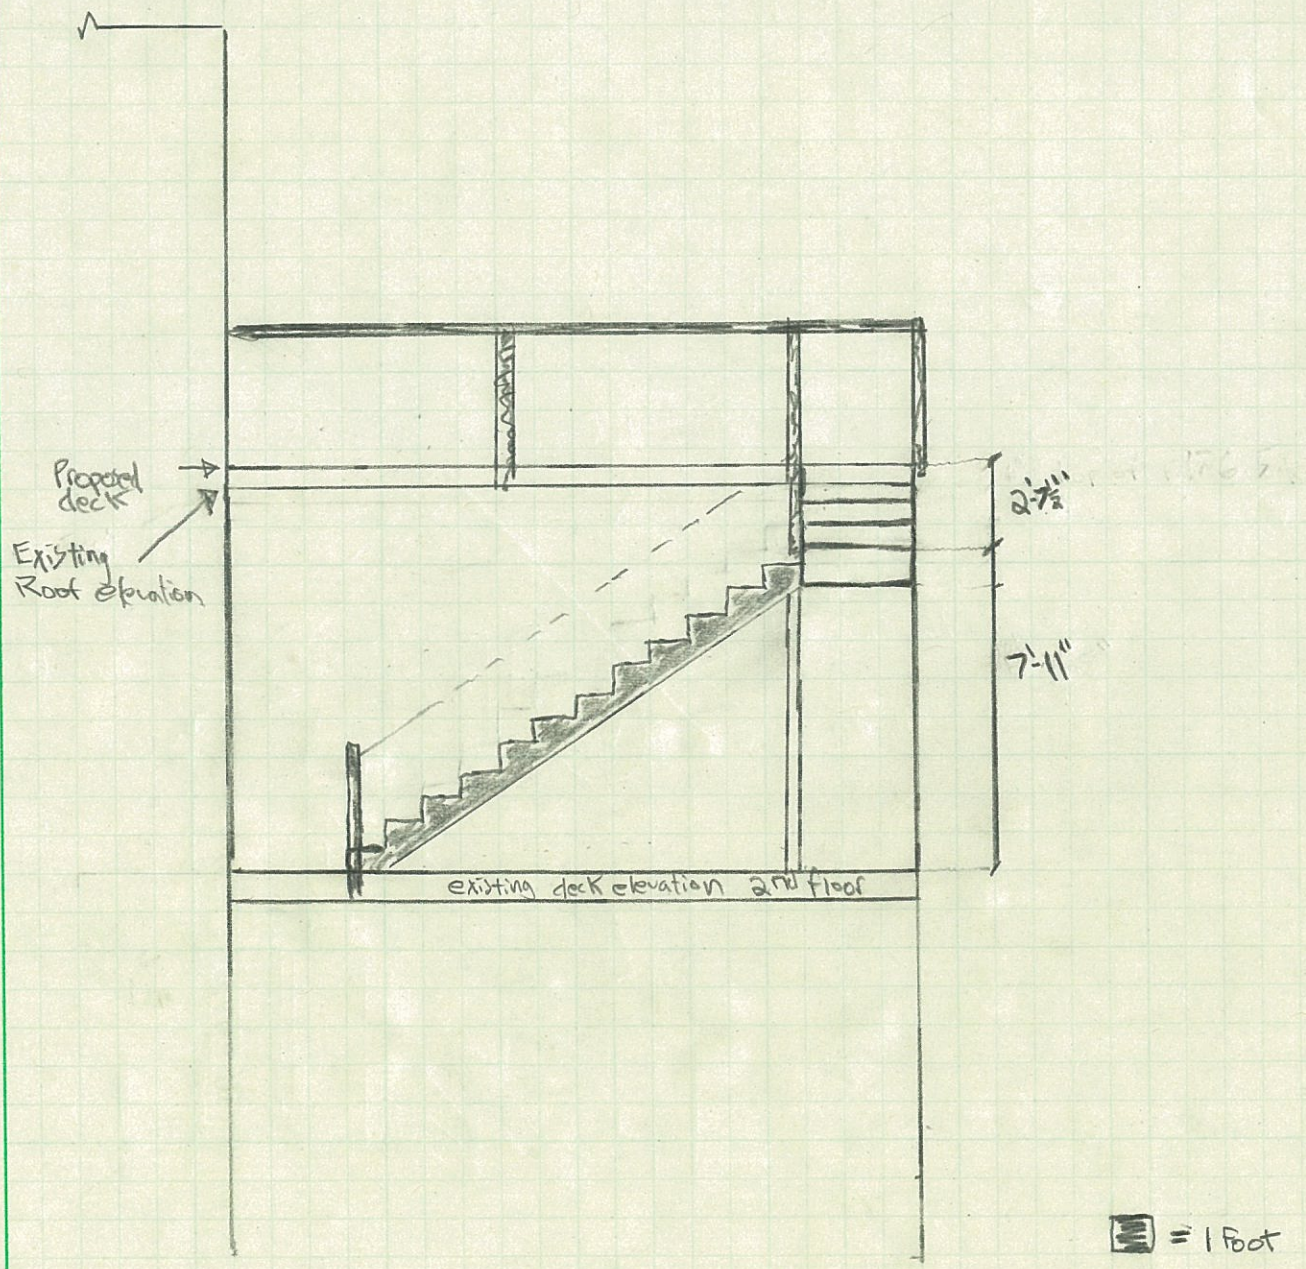 Proposed
deck
Existing
Roof elevation
2'-7½"
7'-11"
existing deck elevation 2nd floor
= 1 Foot